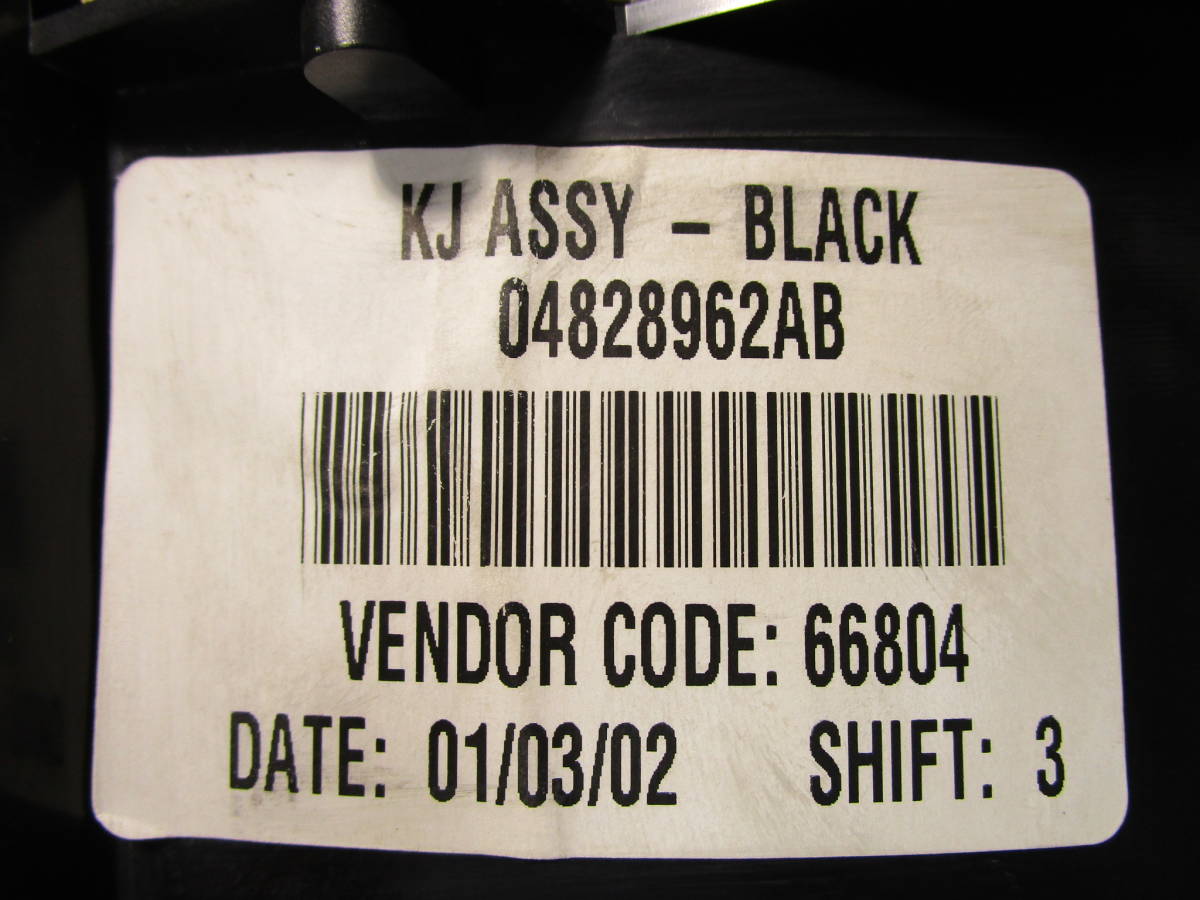 KJ ASSY - BLACK
04828962AB
VENDOR CODE: 66804
DATE: 01/03/02 SHIFT: 3